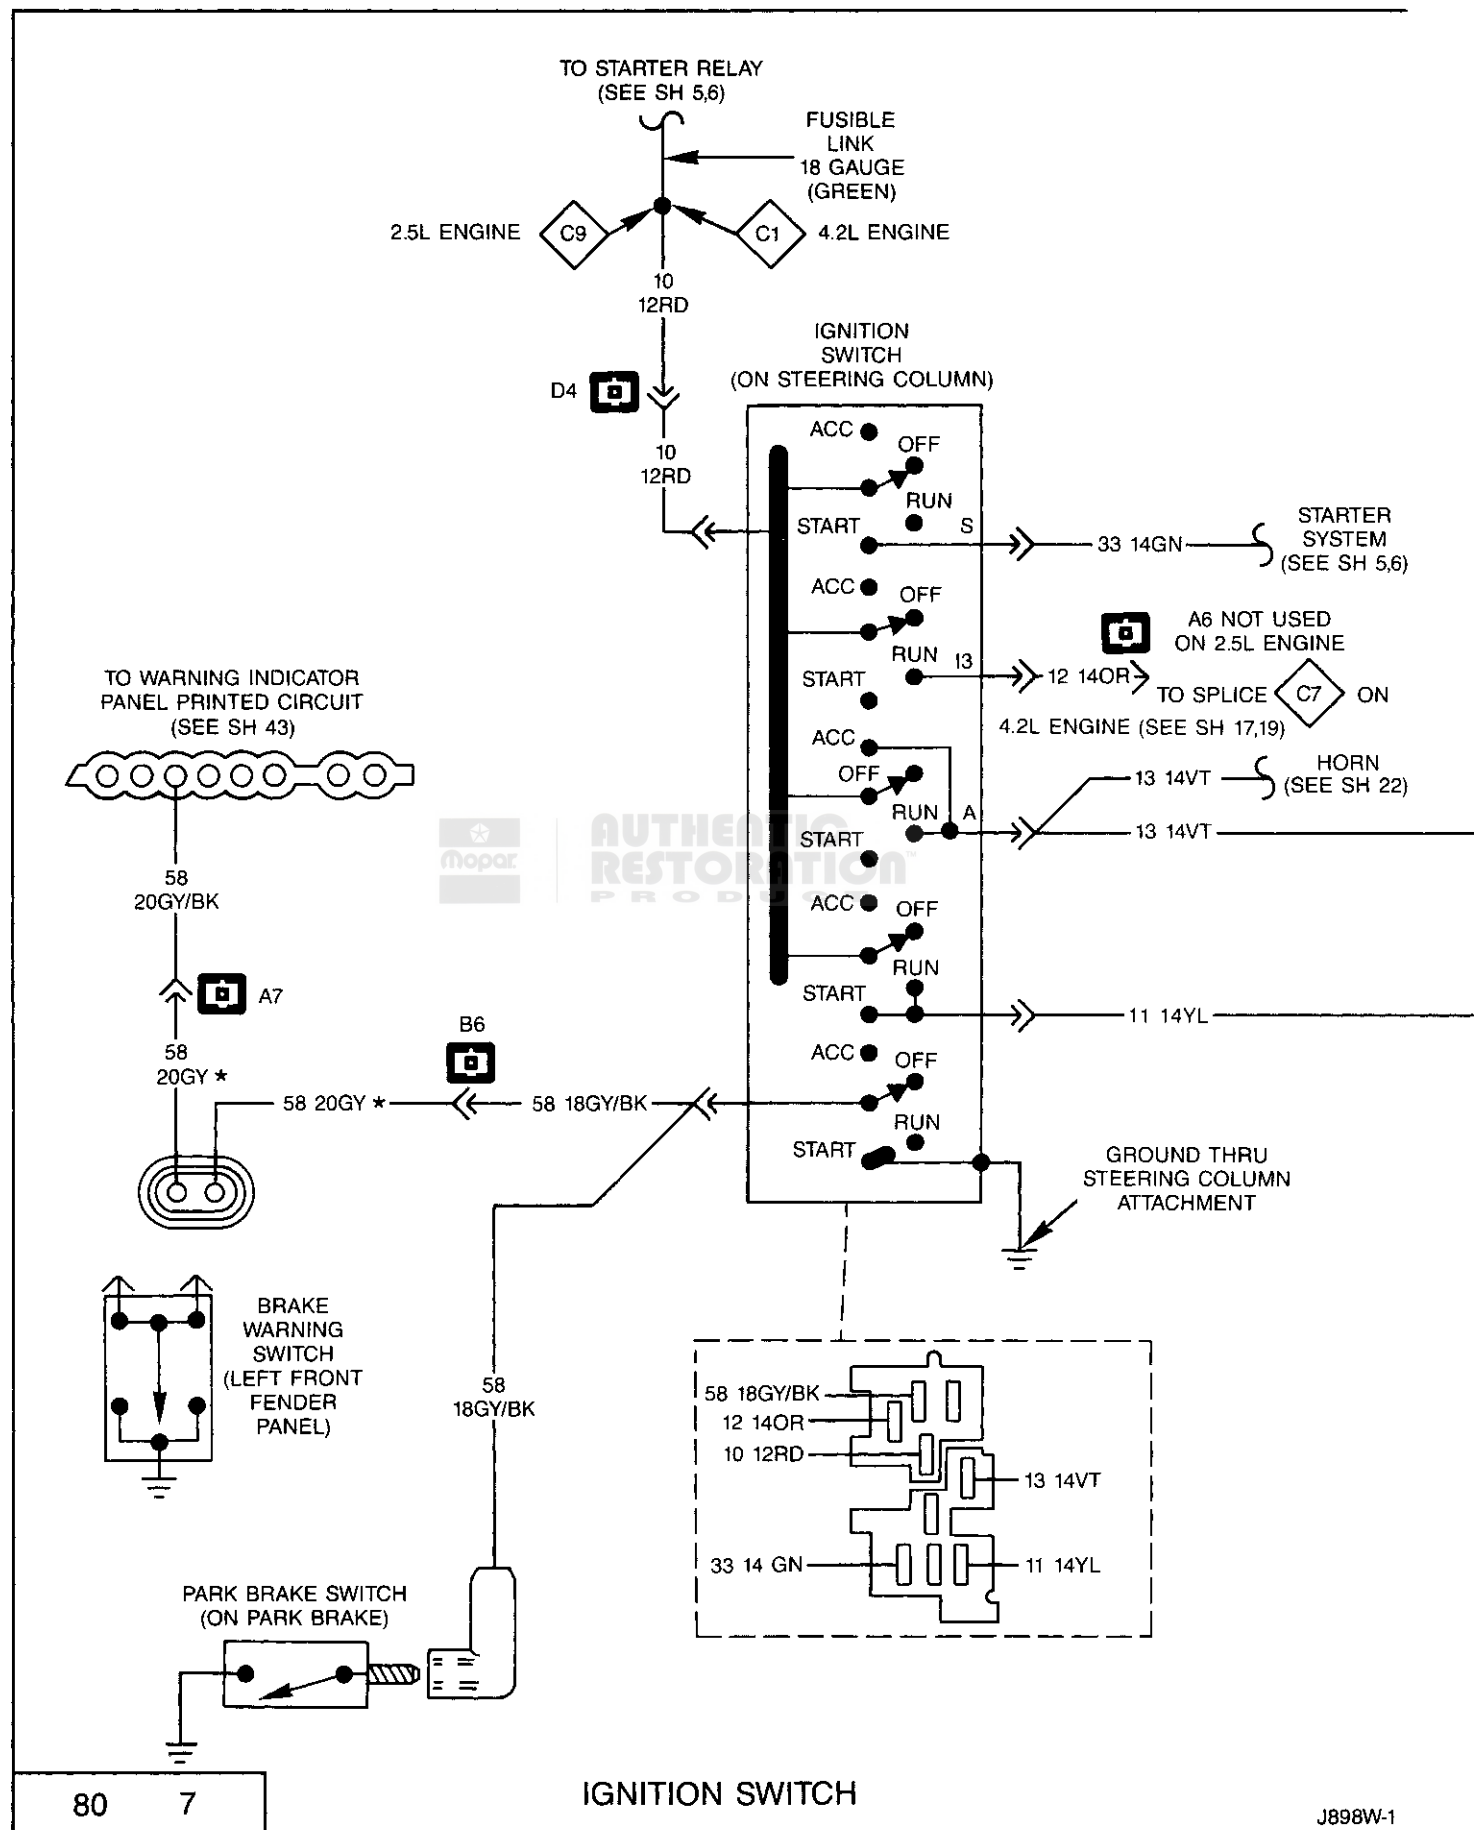 TO STARTER RELAY
(SEE SH 5,6)
FUSIBLE
LINK
18 GAUGE
(GREEN)
2.5L ENGINE
C9
C1
4.2L ENGINE
10
12RD
IGNITION
SWITCH
(ON STEERING COLUMN)
D4
10
12RD
ACC
OFF
RUN
START
S
33 14GN
STARTER
SYSTEM
(SEE SH 5,6)
ACC
OFF
RUN
START
I3
12 14OR
A6 NOT USED
ON 2.5L ENGINE
TO SPLICE
C7
ON
4.2L ENGINE (SEE SH 17,19)
TO WARNING INDICATOR
PANEL PRINTED CIRCUIT
(SEE SH 43)
ACC
OFF
RUN
START
A
13 14VT
HORN
(SEE SH 22)
13 14VT
Mopar
AUTHENTIC
RESTORATION™
PRODUCT
58
20GY/BK
ACC
OFF
RUN
START
11 14YL
A7
58
20GY *
B6
58 20GY *
58 18GY/BK
ACC
OFF
RUN
START
GROUND THRU
STEERING COLUMN
ATTACHMENT
BRAKE
WARNING
SWITCH
(LEFT FRONT
FENDER
PANEL)
58
18GY/BK
58 18GY/BK
12 14OR
10 12RD
13 14VT
33 14 GN
11 14YL
PARK BRAKE SWITCH
(ON PARK BRAKE)
80 7
IGNITION SWITCH
J898W-1